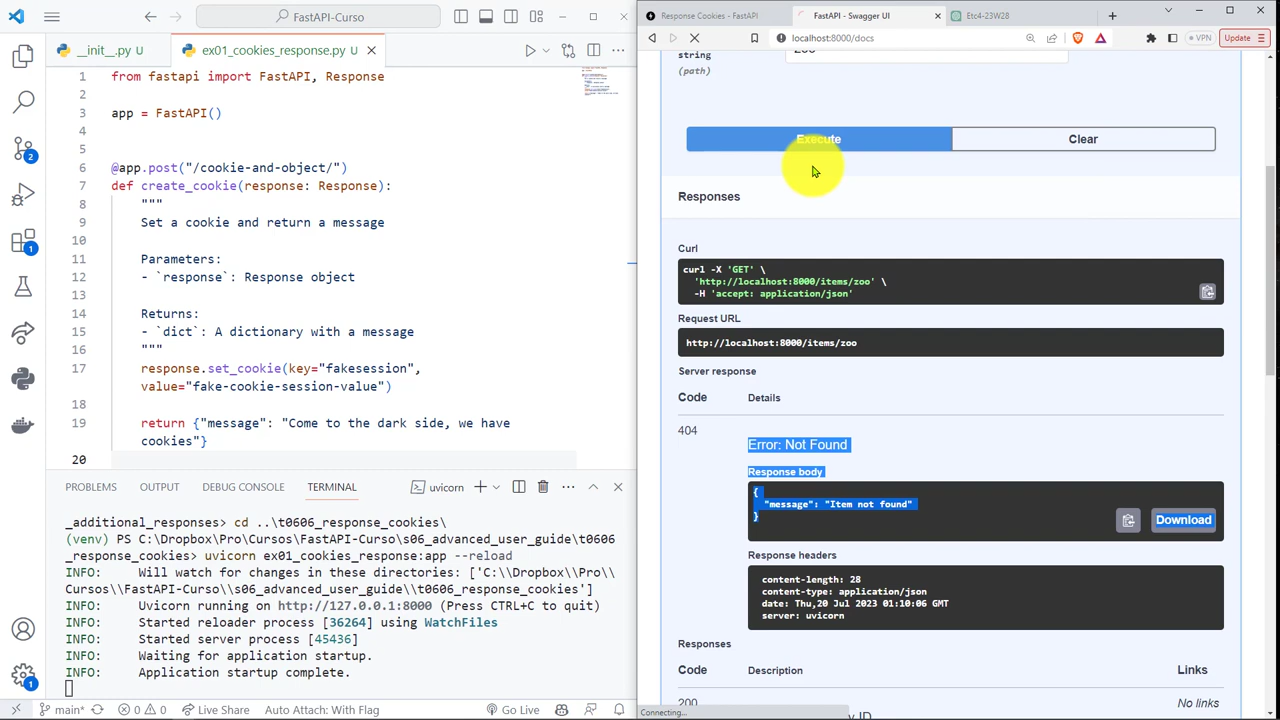 FastAPI-Curso
__init__.py U
ex01_cookies_response.py U
1 from fastapi import FastAPI, Response
2
3 app = FastAPI()
4
5
6 @app.post("/cookie-and-object/")
7 def create_cookie(response: Response):
8 """
9 Set a cookie and return a message
10
11 Parameters:
12 - `response`: Response object
13
14 Returns:
15 - `dict`: A dictionary with a message
16 """
17 response.set_cookie(key="fakesession",
value="fake-cookie-session-value")
18
19 return {"message": "Come to the dark side, we have
cookies"}
20
2
1
1
PROBLEMS OUTPUT DEBUG CONSOLE TERMINAL uvicorn
_additional_responses> cd ..\t0606_response_cookies\
(venv) PS C:\Dropbox\Pro\Cursos\FastAPI-Curso\s06_advanced_user_guide\t0606
_response_cookies> uvicorn ex01_cookies_response:app --reload
INFO: Will watch for changes in these directories: ['C:\\Dropbox\\Pro\\
Cursos\\FastAPI-Curso\\s06_advanced_user_guide\\t0606_response_cookies']
INFO: Uvicorn running on http://127.0.0.1:8000 (Press CTRL+C to quit)
INFO: Started reloader process [36264] using WatchFiles
INFO: Started server process [45436]
INFO: Waiting for application startup.
INFO: Application startup complete.
main* 0 0 Live Share Auto Attach: With Flag Go Live
Response Cookies - FastAPI
FastAPI - Swagger UI
Etc4-23W28
localhost:8000/docs
VPN
Update
string
(path)
Execute
Clear
Responses
Curl
curl -X 'GET' \
'http://localhost:8000/items/zoo' \
-H 'accept: application/json'
Request URL
http://localhost:8000/items/zoo
Server response
Code Details
404
Error: Not Found
Response body
{
"message": "Item not found"
}
Download
Response headers
content-length: 28
content-type: application/json
date: Thu,20 Jul 2023 01:10:06 GMT
server: uvicorn
Responses
Code Description Links
200 No links
Connecting...
y ID